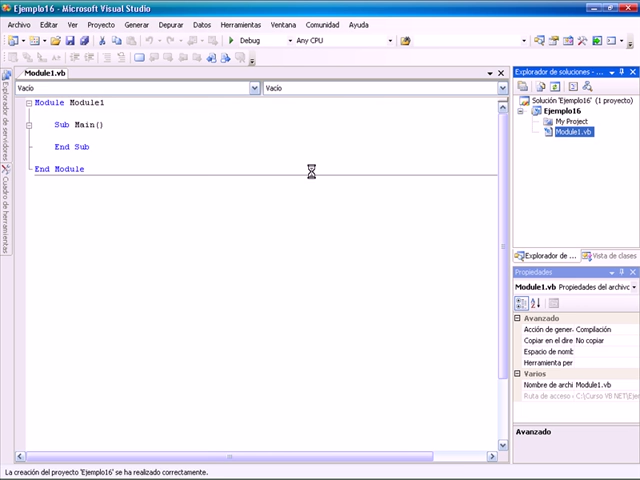 Ejemplo16 - Microsoft Visual Studio
Archivo Editar Ver Proyecto Generar Depurar Datos Herramientas Ventana Comunidad Ayuda
Debug Any CPU
Module1.vb
Vacío Vacío
Module Module1
Sub Main()
End Sub
End Module
Explorador de servidores
Cuadro de herramientas
Explorador de soluciones - ...
Solución 'Ejemplo16' (1 proyecto)
Ejemplo16
My Project
Module1.vb
Explorador de ... Vista de clases
Propiedades
Module1.vb Propiedades del archivo
Avanzado
Acción de gener Compilación
Copiar en el dire No copiar
Espacio de nomb
Herramienta per
Varios
Nombre de archi Module1.vb
Ruta de acceso C:\Curso VB NET\Ejem
Avanzado
La creación del proyecto 'Ejemplo16' se ha realizado correctamente.